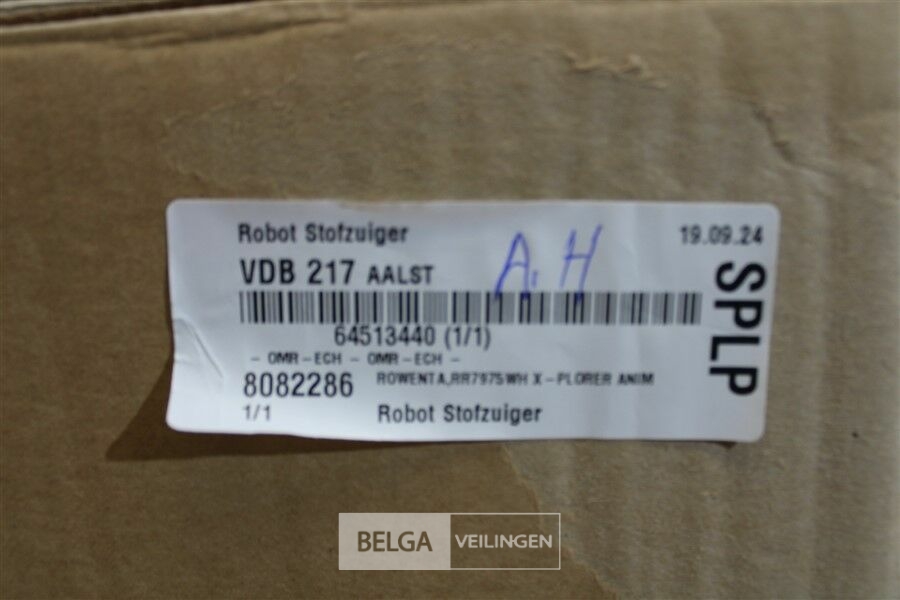 Robot Stofzuiger
19.09.24
VDB 217 AALST
A.H
SPLP
64513440 (1/1)
- OMR-ECH - OMR-ECH -
8082286 ROWENTA,RR7975WH X-PLORER ANIM
1/1 Robot Stofzuiger
BELGA VEILINGEN